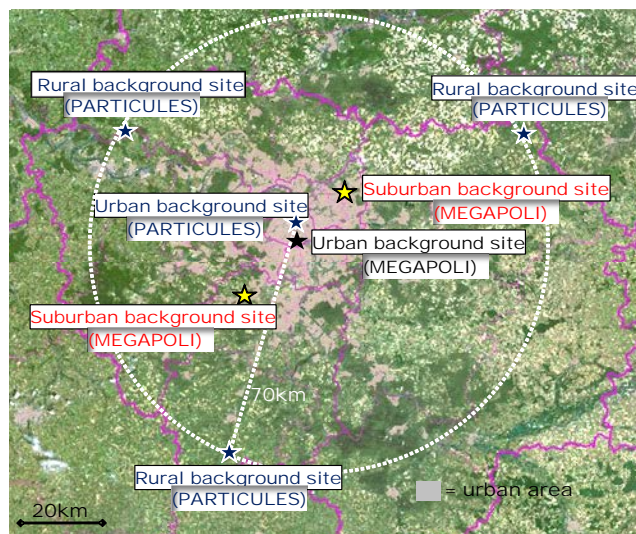 Rural background site
(PARTICULES)
Rural background site
(PARTICULES)
Suburban background site
(MEGAPOLI)
Urban background site
(PARTICULES)
Urban background site
(MEGAPOLI)
Suburban background site
(MEGAPOLI)
70km
Rural background site
(PARTICULES)
= urban area
20km